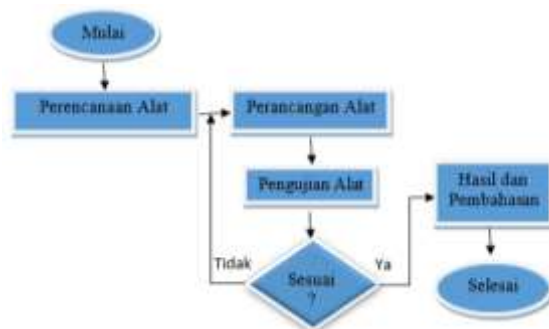 Mulai
Perencanaan Alat
Perancangan Alat
Pengujian Alat
Sesuai
?
Tidak
Ya
Hasil dan
Pembahasan
Selesai